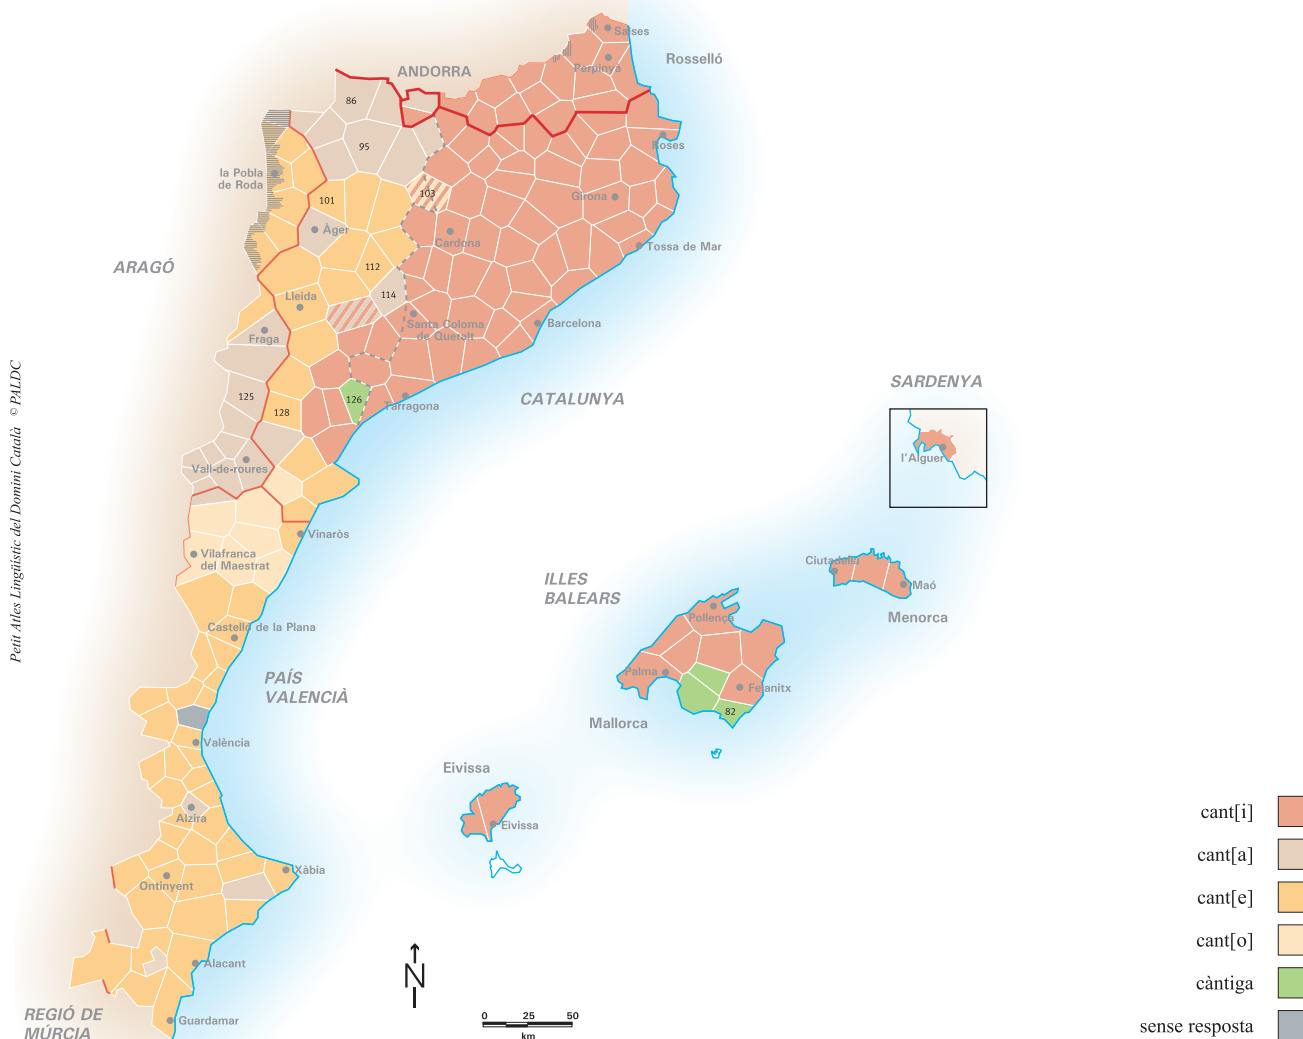 Salses
Rosselló
Perpinyà
ANDORRA
86
Roses
95
la Pobla
de Roda
103
Girona
101
Àger
Cardona
Tossa de Mar
ARAGÓ
112
Lleida
114
Santa Coloma
de Queralt
Barcelona
Fraga
SARDENYA
125
126
128
Tarragona
CATALUNYA
l'Alguer
Vall-de-roures
Vinaròs
Vilafranca
del Maestrat
Ciutadella
Maó
ILLES
BALEARS
Menorca
Pollença
Castelló de la Plana
Palma
Felanitx
PAÍS
VALENCIÀ
82
Mallorca
València
Eivissa
Alzira
Eivissa
Xàbia
Ontinyent
Alacant
N
REGIÓ DE
MÚRCIA
Guardamar
0 25 50
km
Petit Atles Lingüístic del Domini Català © PALDC
cant[i]
cant[a]
cant[e]
cant[o]
càntiga
sense resposta